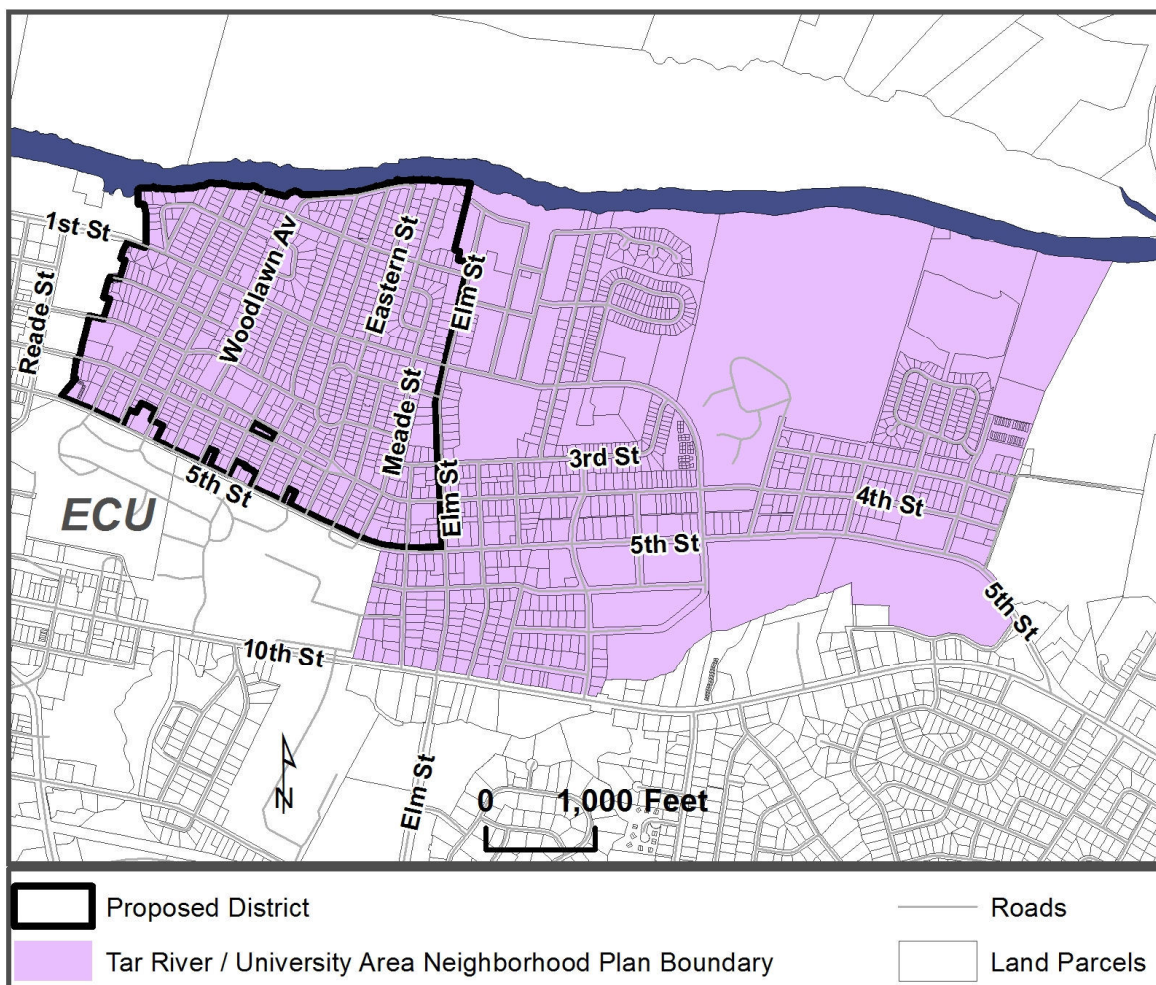 1st St
Reade St
Woodlawn Av
Eastern St
Elm St
Meade St
5th St
ECU
Elm St
3rd St
4th St
5th St
5th St
10th St
Elm St
N
0 1,000 Feet
Proposed District
Roads
Tar River / University Area Neighborhood Plan Boundary
Land Parcels